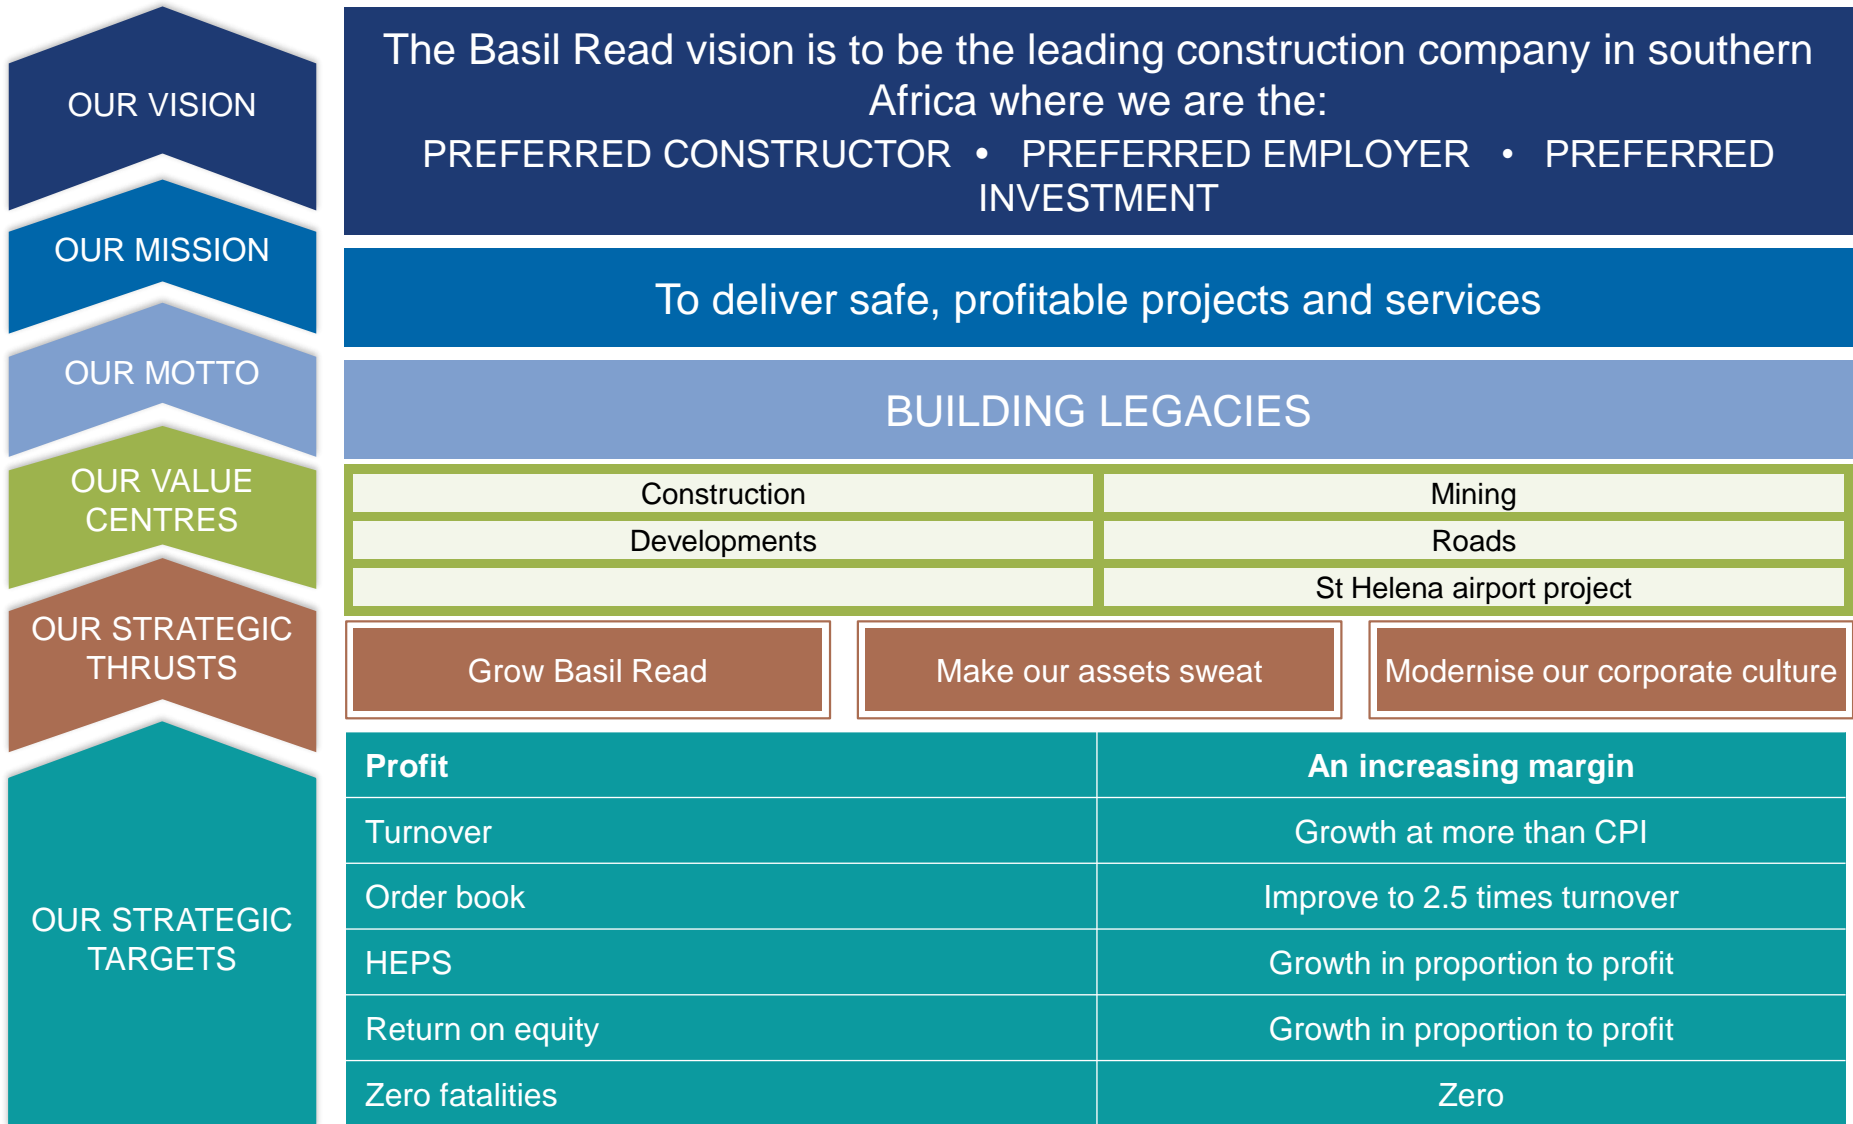 OUR VISION
The Basil Read vision is to be the leading construction company in southern
Africa where we are the:
PREFERRED CONSTRUCTOR • PREFERRED EMPLOYER • PREFERRED
INVESTMENT
OUR MISSION
To deliver safe, profitable projects and services
OUR MOTTO
BUILDING LEGACIES
OUR VALUE
CENTRES
Construction
Mining
Developments
Roads
St Helena airport project
OUR STRATEGIC
THRUSTS
Grow Basil Read
Make our assets sweat
Modernise our corporate culture
OUR STRATEGIC
TARGETS
Profit
An increasing margin
Turnover
Growth at more than CPI
Order book
Improve to 2.5 times turnover
HEPS
Growth in proportion to profit
Return on equity
Growth in proportion to profit
Zero fatalities
Zero